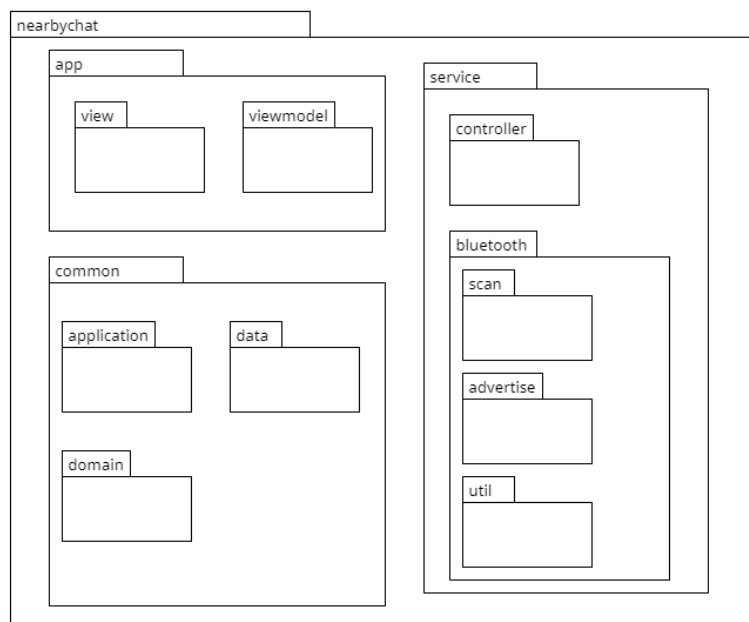 nearbychat
app
view
viewmodel
common
application
data
domain
service
controller
bluetooth
scan
advertise
util